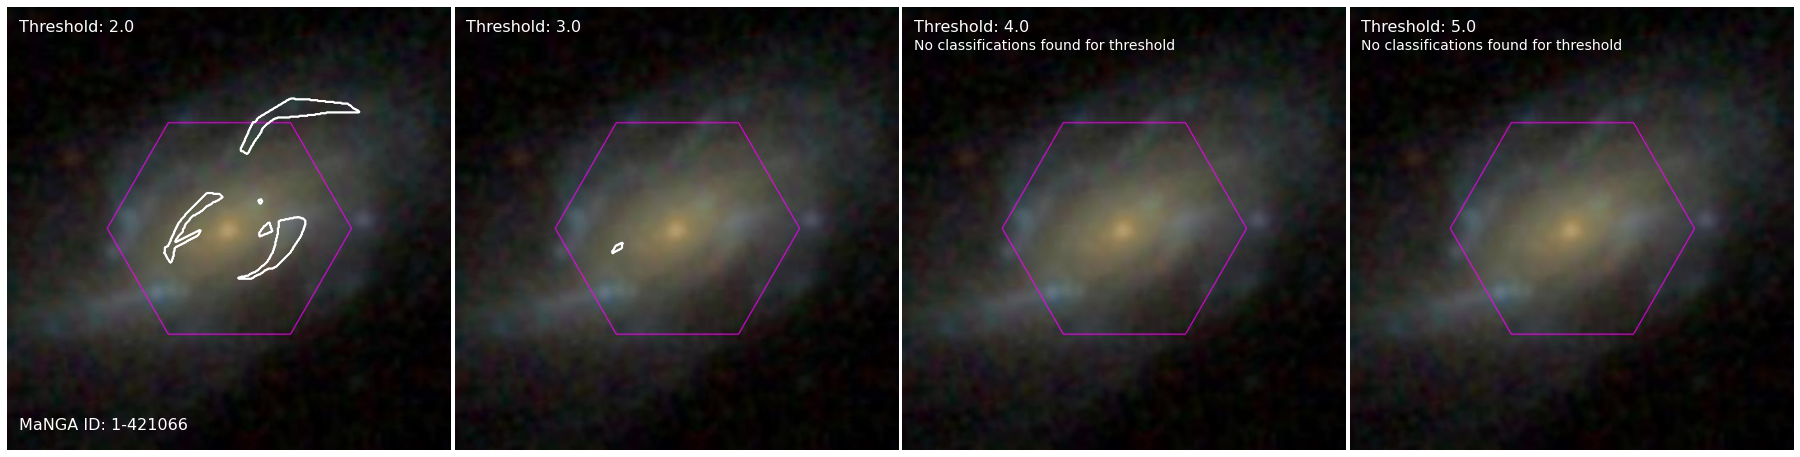 Threshold: 2.0
MaNGA ID: 1-421066
Threshold: 3.0
Threshold: 4.0
No classifications found for threshold
Threshold: 5.0
No classifications found for threshold